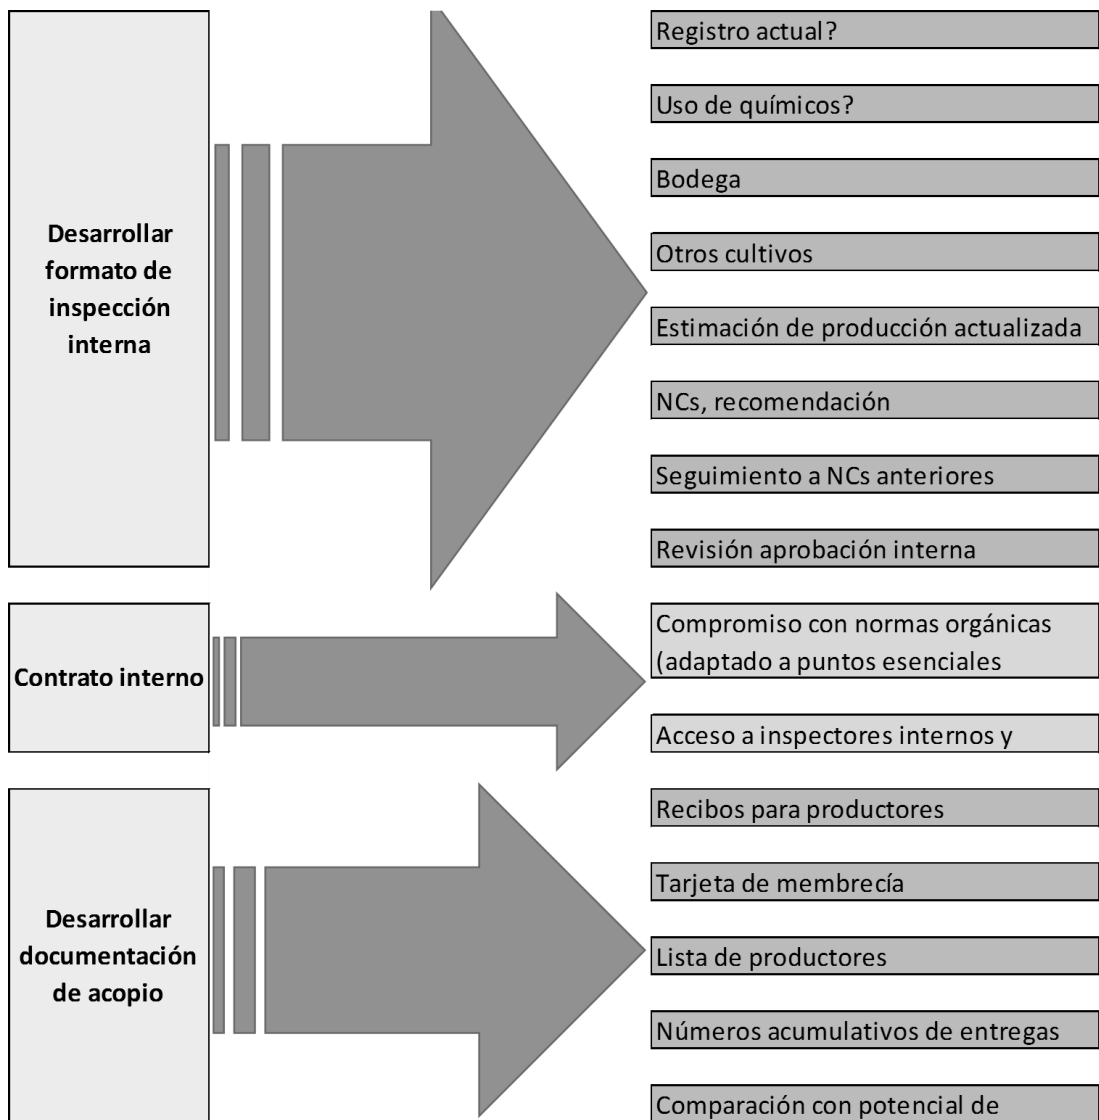 Desarrollar
formato de
inspección
interna
Registro actual?
Uso de químicos?
Bodega
Otros cultivos
Estimación de producción actualizada
NCs, recomendación
Seguimiento a NCs anteriores
Revisión aprobación interna
Contrato interno
Compromiso con normas orgánicas
(adaptado a puntos esenciales
Acceso a inspectores internos y
Desarrollar
documentación
de acopio
Recibos para productores
Tarjeta de membrecía
Lista de productores
Números acumulativos de entregas
Comparación con potencial de